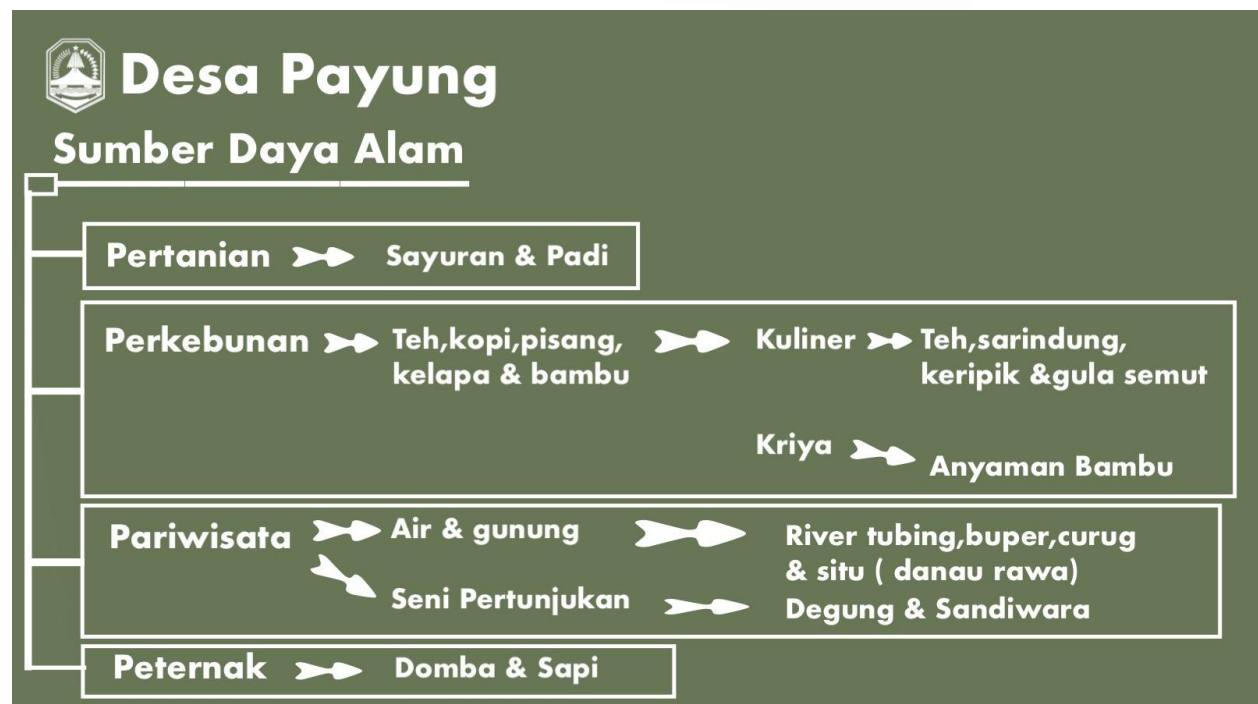 Desa Payung
Sumber Daya Alam
Pertanian Sayuran & Padi
Perkebunan Teh,kopi,pisang,
kelapa & bambu
Kuliner Teh,sarindung,
keripik &gula semut
Kriya Anyaman Bambu
Pariwisata Air & gunung
River tubing,buper,curug
& situ ( danau rawa)
Seni Pertunjukan Degung & Sandiwara
Peternak Domba & Sapi